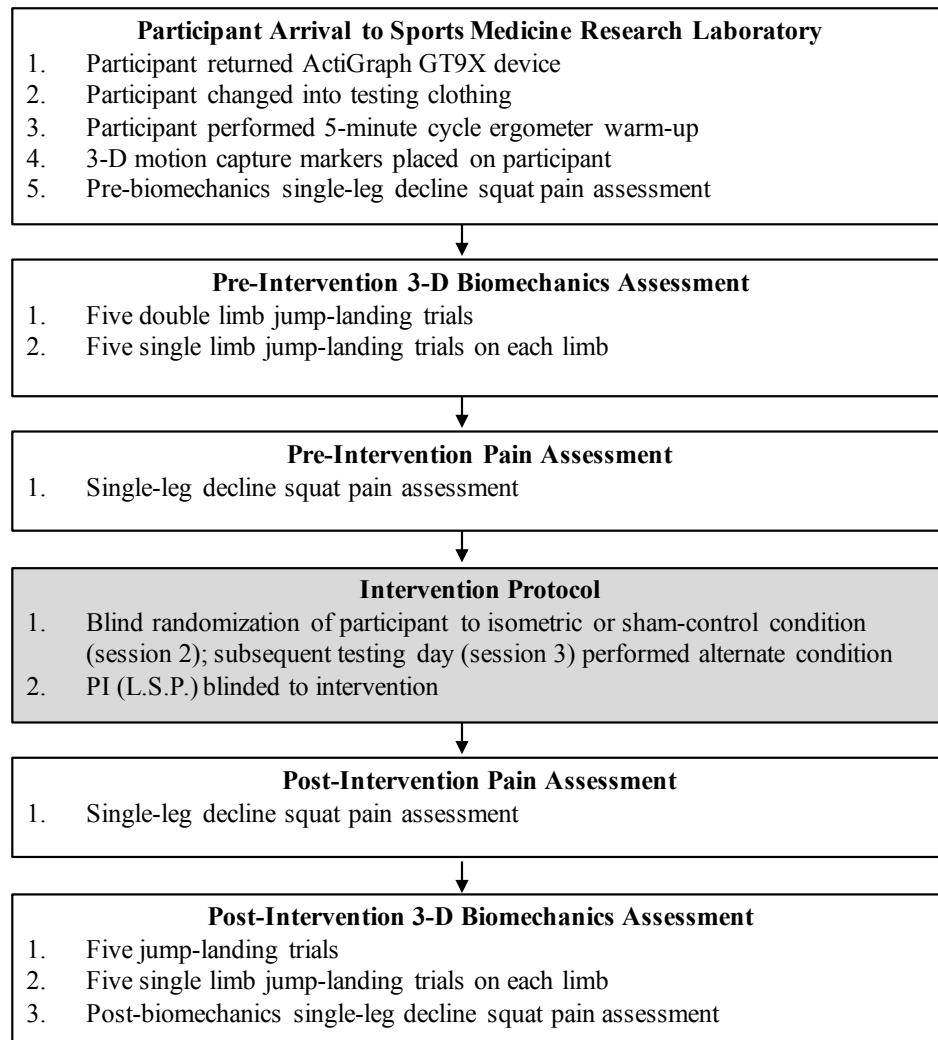 Participant Arrival to Sports Medicine Research Laboratory
1. Participant returned ActiGraph GT9X device
2. Participant changed into testing clothing
3. Participant performed 5-minute cycle ergometer warm-up
4. 3-D motion capture markers placed on participant
5. Pre-biomechanics single-leg decline squat pain assessment
Pre-Intervention 3-D Biomechanics Assessment
1. Five double limb jump-landing trials
2. Five single limb jump-landing trials on each limb
Pre-Intervention Pain Assessment
1. Single-leg decline squat pain assessment
Intervention Protocol
1. Blind randomization of participant to isometric or sham-control condition
(session 2); subsequent testing day (session 3) performed alternate condition
2. PI (L.S.P.) blinded to intervention
Post-Intervention Pain Assessment
1. Single-leg decline squat pain assessment
Post-Intervention 3-D Biomechanics Assessment
1. Five jump-landing trials
2. Five single limb jump-landing trials on each limb
3. Post-biomechanics single-leg decline squat pain assessment